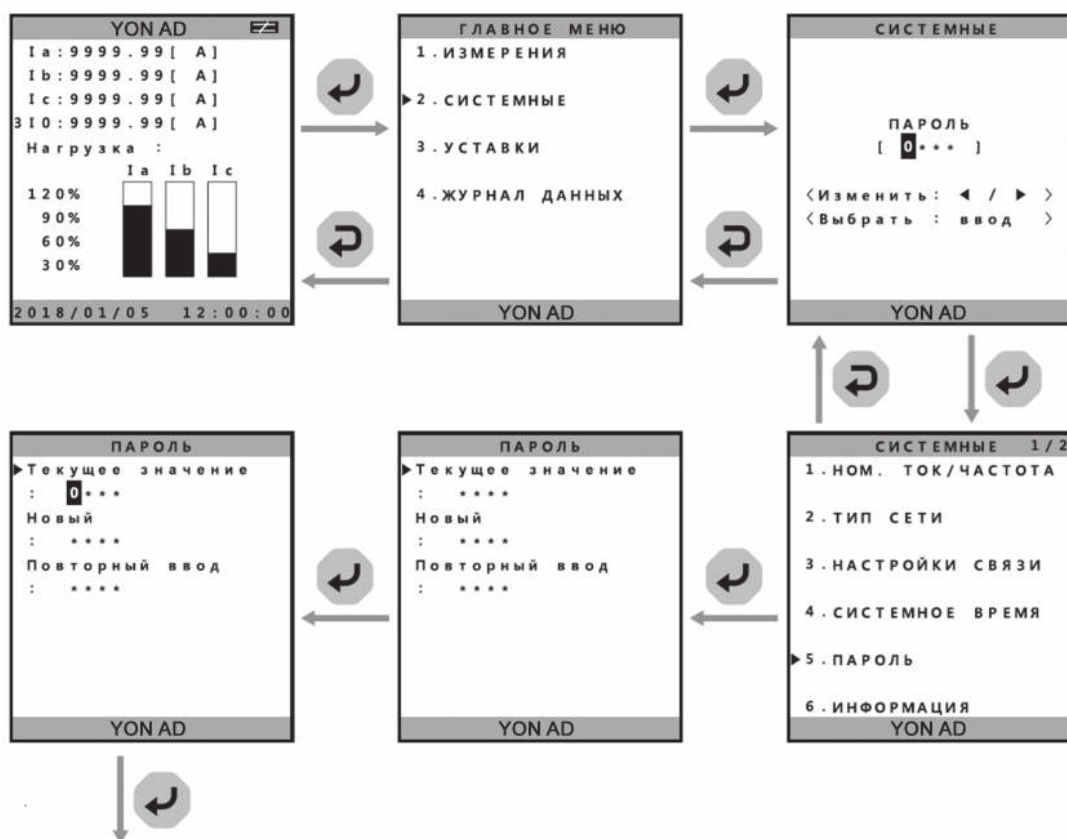 YON AD
Ia:9999.99[ A]
Ib:9999.99[ A]
Ic:9999.99[ A]
3I0:9999.99[ A]
Нагрузка :
Ia Ib Ic
120%
90%
60%
30%
2018/01/05 12:00:00
ГЛАВНОЕ МЕНЮ
1.ИЗМЕРЕНИЯ
2.СИСТЕМНЫЕ
3.УСТАВКИ
4.ЖУРНАЛ ДАННЫХ
YON AD
СИСТЕМНЫЕ
ПАРОЛЬ
[ 0*** ]
<Изменить: ◀ / ▶ >
<Выбрать : ввод >
YON AD
ПАРОЛЬ
▶Текущее значение
: 0***
Новый
: ****
Повторный ввод
: ****
YON AD
ПАРОЛЬ
▶Текущее значение
: ****
Новый
: ****
Повторный ввод
: ****
YON AD
СИСТЕМНЫЕ 1/2
1.НОМ. ТОК/ЧАСТОТА
2.ТИП СЕТИ
3.НАСТРОЙКИ СВЯЗИ
4.СИСТЕМНОЕ ВРЕМЯ
▶5.ПАРОЛЬ
6.ИНФОРМАЦИЯ
YON AD